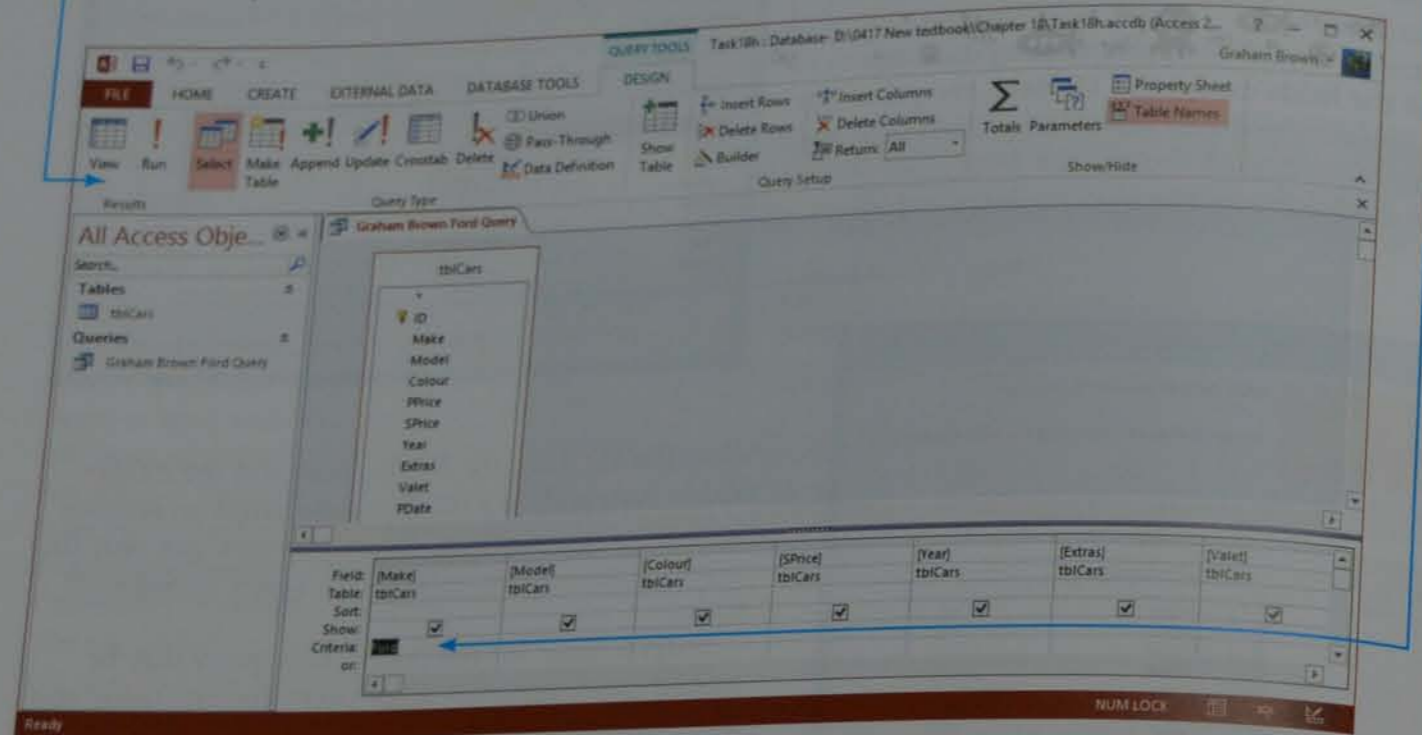 QUERY TOOLS Task18h : Database- D:\0417 New textbook\Chapter 18\Task18h.accdb (Access 2... ? – □ ×
FILE HOME CREATE EXTERNAL DATA DATABASE TOOLS DESIGN Graham Brown
View
Run
Select
Make Table
Append
Update
Crosstab
Delete
Union
Pass-Through
Data Definition
Show Table
Insert Rows
Delete Rows
Builder
Insert Columns
Delete Columns
Return: All
Totals
Parameters
Property Sheet
Table Names
Results Query Type Query Setup Show/Hide
All Access Obje...
Search...
Tables
tblCars
Queries
Graham Brown Ford Query
Graham Brown Ford Query
tblCars
*
ID
Make
Model
Colour
PPrice
SPrice
Year
Extras
Valet
PDate
Field: [Make] [Model] [Colour] [SPrice] [Year] [Extras] [Valet]
Table: tblCars tblCars tblCars tblCars tblCars tblCars tblCars
Sort:
Show:
Criteria:
or:
Ready NUM LOCK